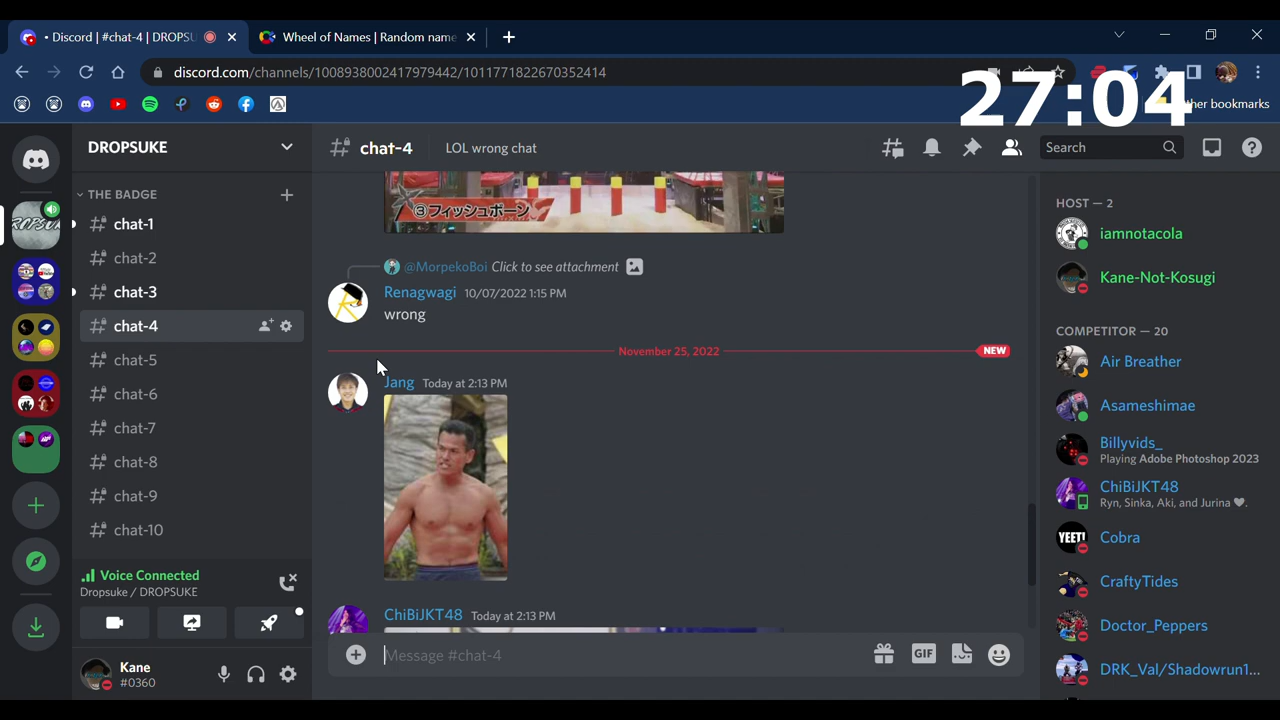 • Discord | #chat-4 | DROPSU
Wheel of Names | Random name
discord.com/channels/1008938002417979442/1011771822670352414
27:04
ther bookmarks
DROPSUKE
chat-4
LOL wrong chat
Search
THE BADGE
chat-1
chat-2
chat-3
chat-4
chat-5
chat-6
chat-7
chat-8
chat-9
chat-10
③フィッシュボーン
@MorpekoBoi Click to see attachment
Renagwagi 10/07/2022 1:15 PM
wrong
November 25, 2022
NEW
Jang Today at 2:13 PM
ChiBiJKT48 Today at 2:13 PM
Message #chat-4
GIF
Voice Connected
Dropsuke / DROPSUKE
Kane
#0360
HOST — 2
iamnotacola
Kane-Not-Kosugi
COMPETITOR — 20
Air Breather
Asameshimae
Billyvids_
Playing Adobe Photoshop 2023
ChiBiJKT48
Ryn, Sinka, Aki, and Jurina ♥.
YEET!
Cobra
CraftyTides
Doctor_Peppers
DRK_Val/Shadowrun1...